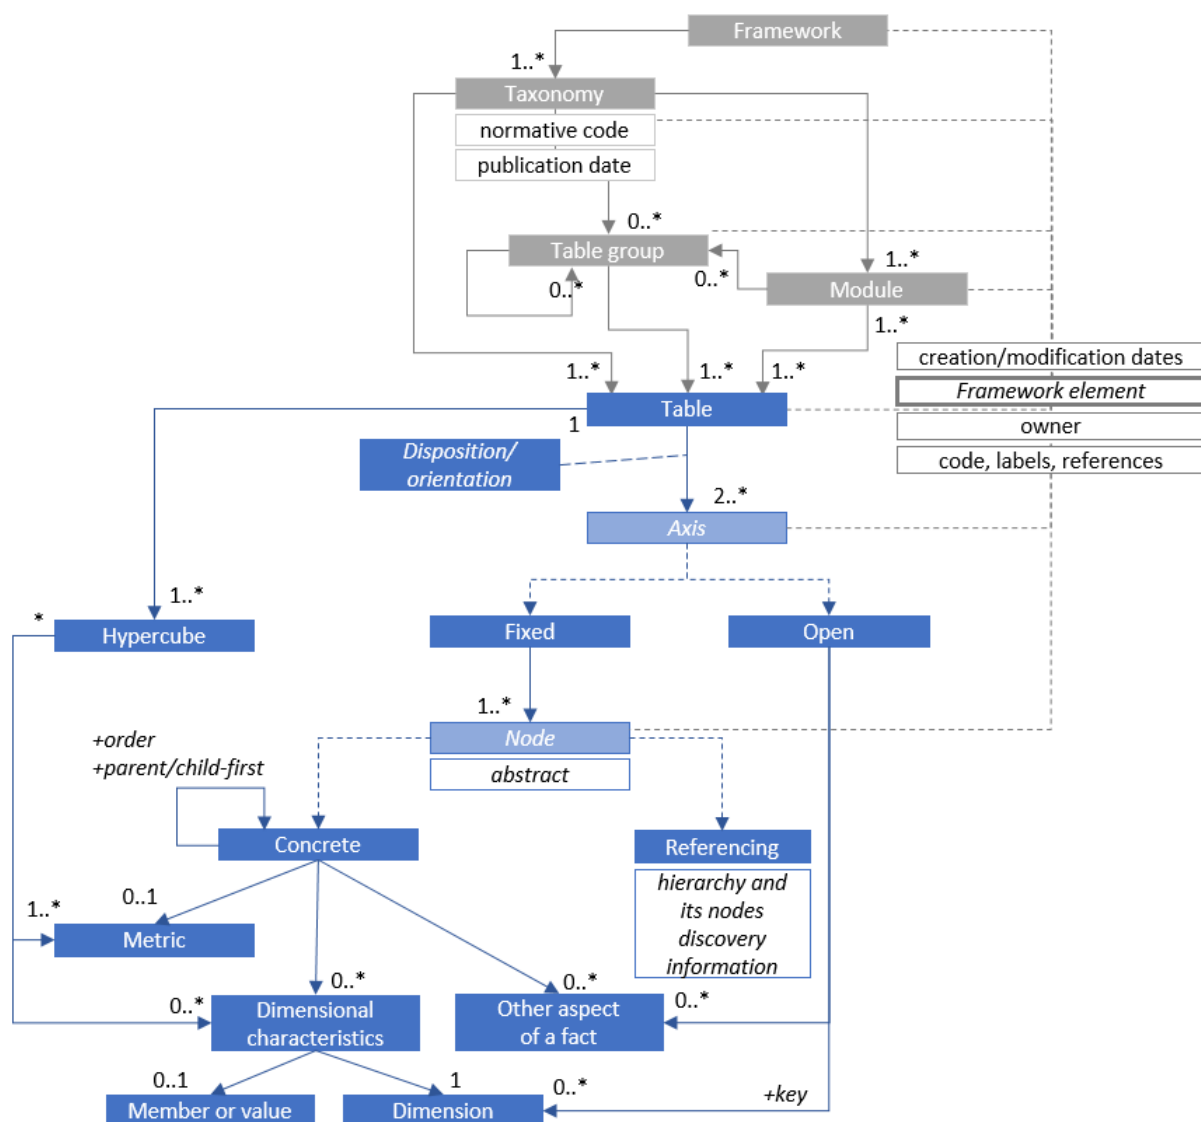 Framework
1..*
Taxonomy
normative code
publication date
0..*
Table group
0..*
0..*
1..*
Module
1..*
creation/modification dates
1..*
1..*
1..*
Framework element
Table
1
owner
Disposition/
orientation
code, labels, references
2..*
Axis
1..*
*
Hypercube
Fixed
Open
1..*
Node
+order
+parent/child-first
abstract
Concrete
Referencing
hierarchy and
its nodes
discovery
information
0..1
1..*
Metric
0..*
0..*
0..*
0..*
Dimensional
characteristics
Other aspect
of a fact
0..1
1
0..*
+key
Member or value
Dimension